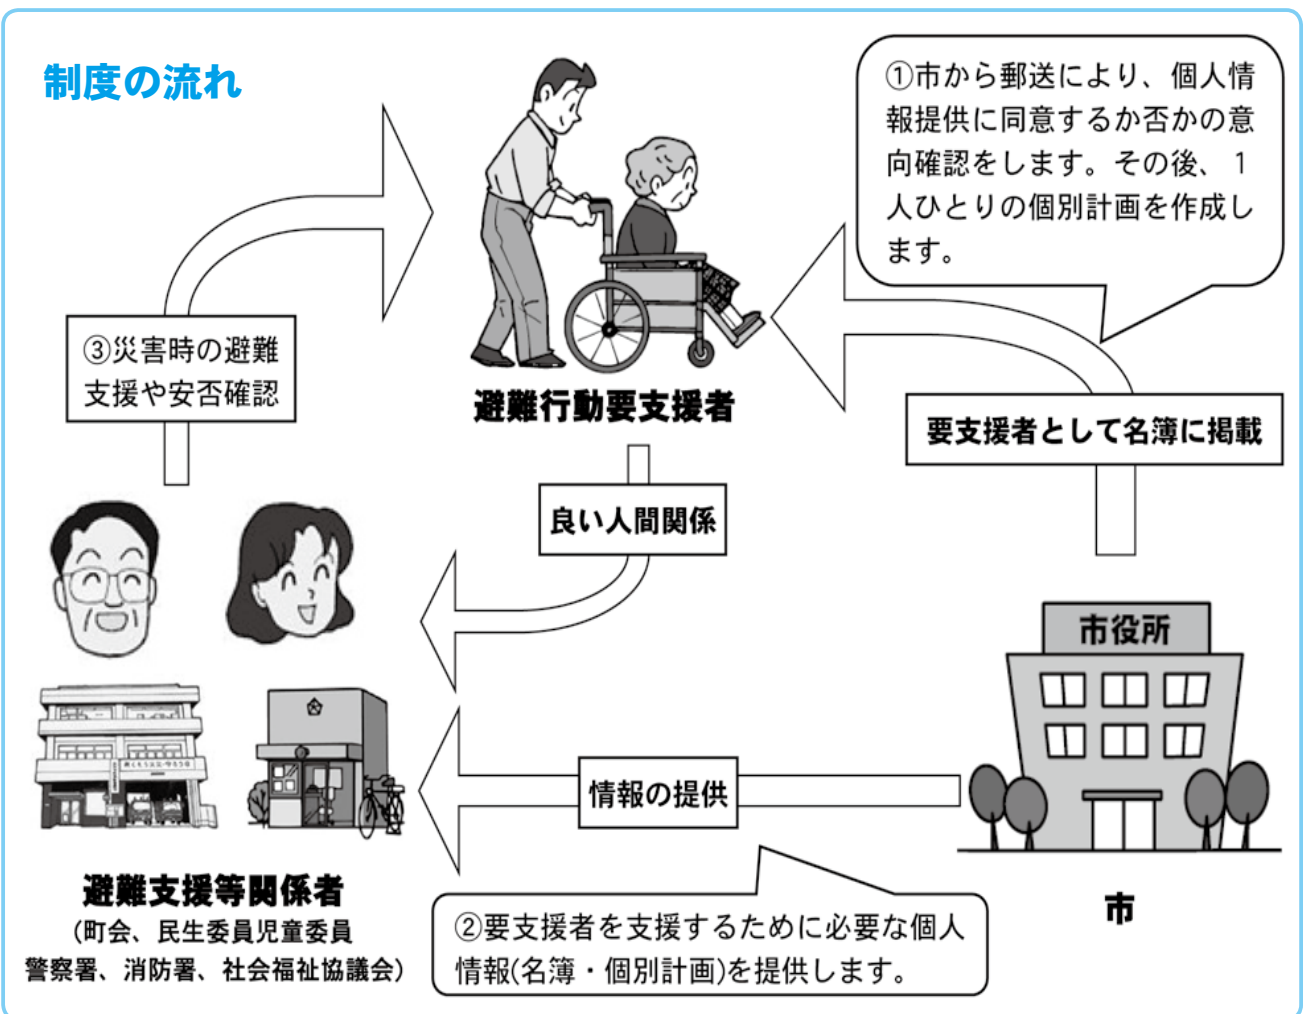 制度の流れ
①市から郵送により、個人情
報提供に同意するか否かの意
向確認をします。その後、1
人ひとりの個別計画を作成し
ます。
③災害時の避難
支援や安否確認
避難行動要支援者
要支援者として名簿に掲載
良い人間関係
市役所
情報の提供
避難支援等関係者
(町会、民生委員児童委員
警察署、消防署、社会福祉協議会)
市
②要支援者を支援するために必要な個人
情報(名簿・個別計画)を提供します。